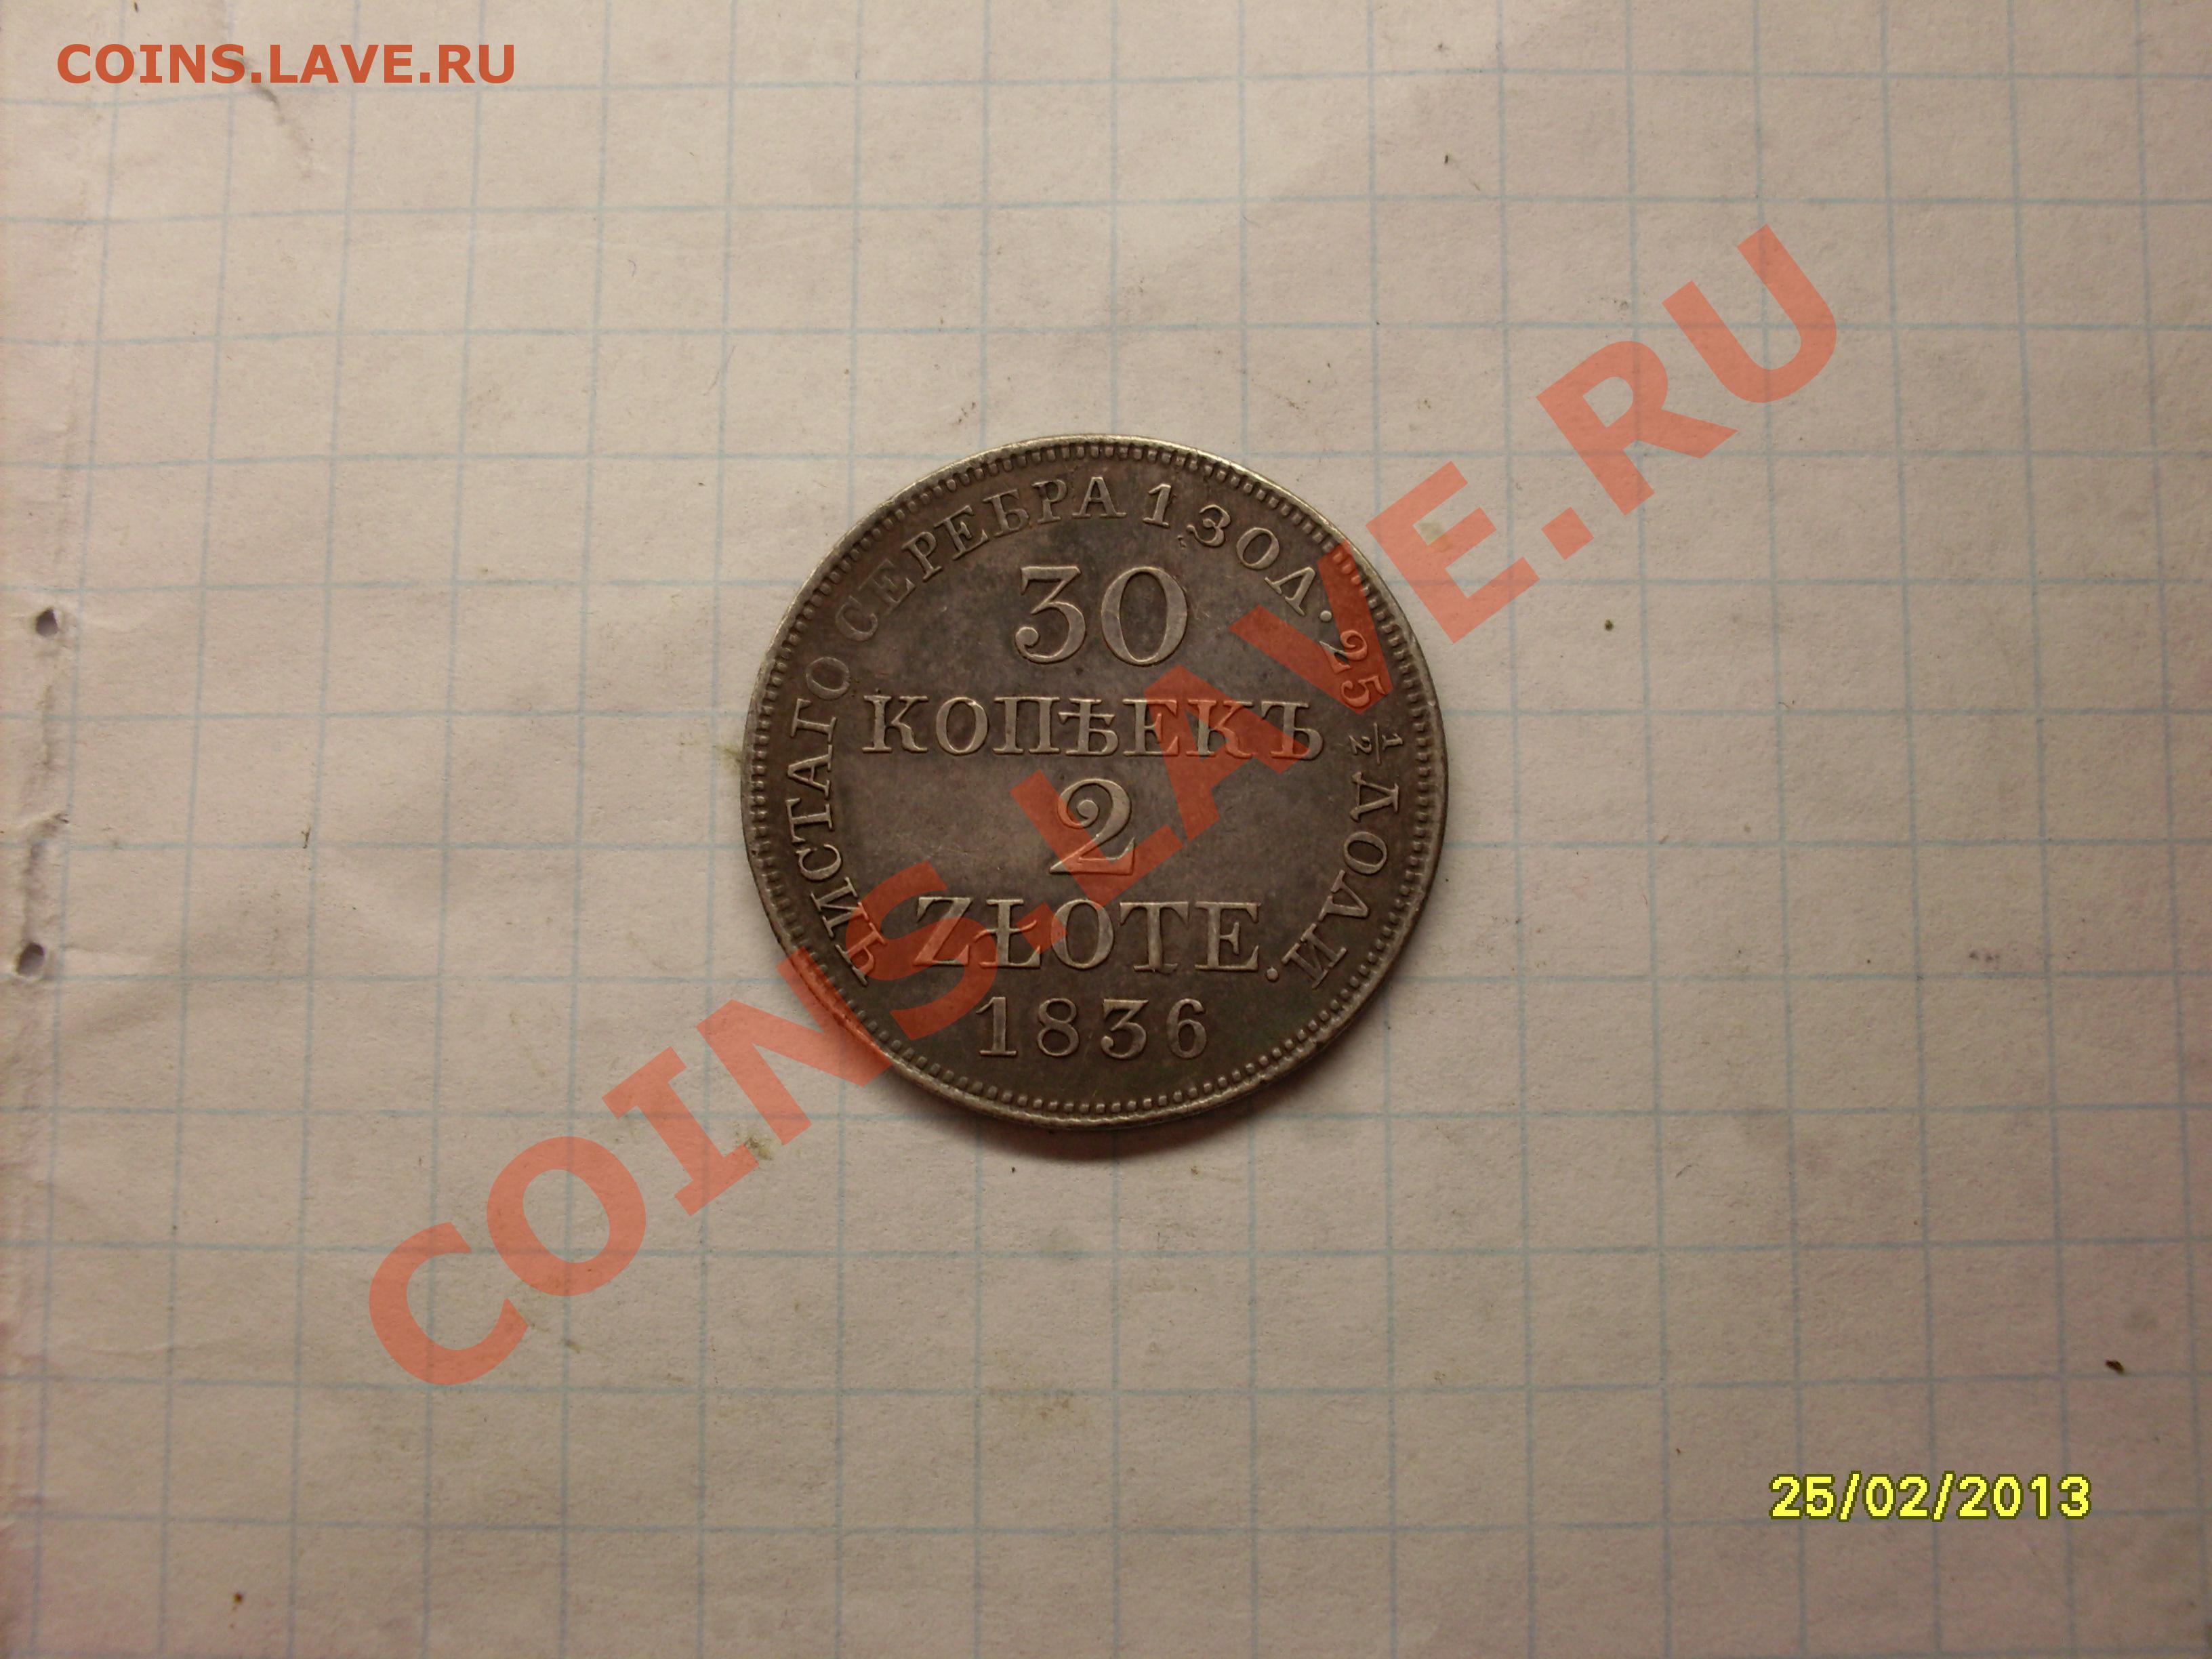 COINS.LAVE.RU
ЧИСТАГО СЕРЕБРА 1 ЗОЛ. 25 1/2 ДОЛИ.
30
КОПѢЕКЪ
2
ZŁOTE
1836
COINS.LAVE.RU
25/02/2013